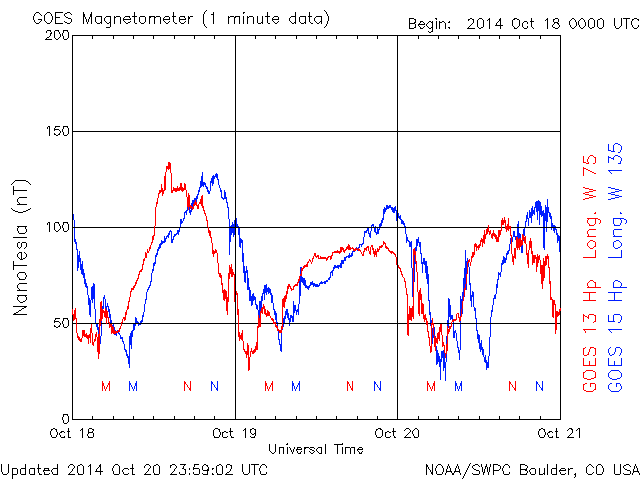 GOES Magnetometer (1 minute data)
Begin: 2014 Oct 18 0000 UTC
200
150
100
50
0
NanoTesla (nT)
M M N N M M N N M M N N
Oct 18 Oct 19 Oct 20 Oct 21
Universal Time
GOES 13 Hp Long. W 75
GOES 15 Hp Long. W 135
Updated 2014 Oct 20 23:59:02 UTC
NOAA/SWPC Boulder, CO USA